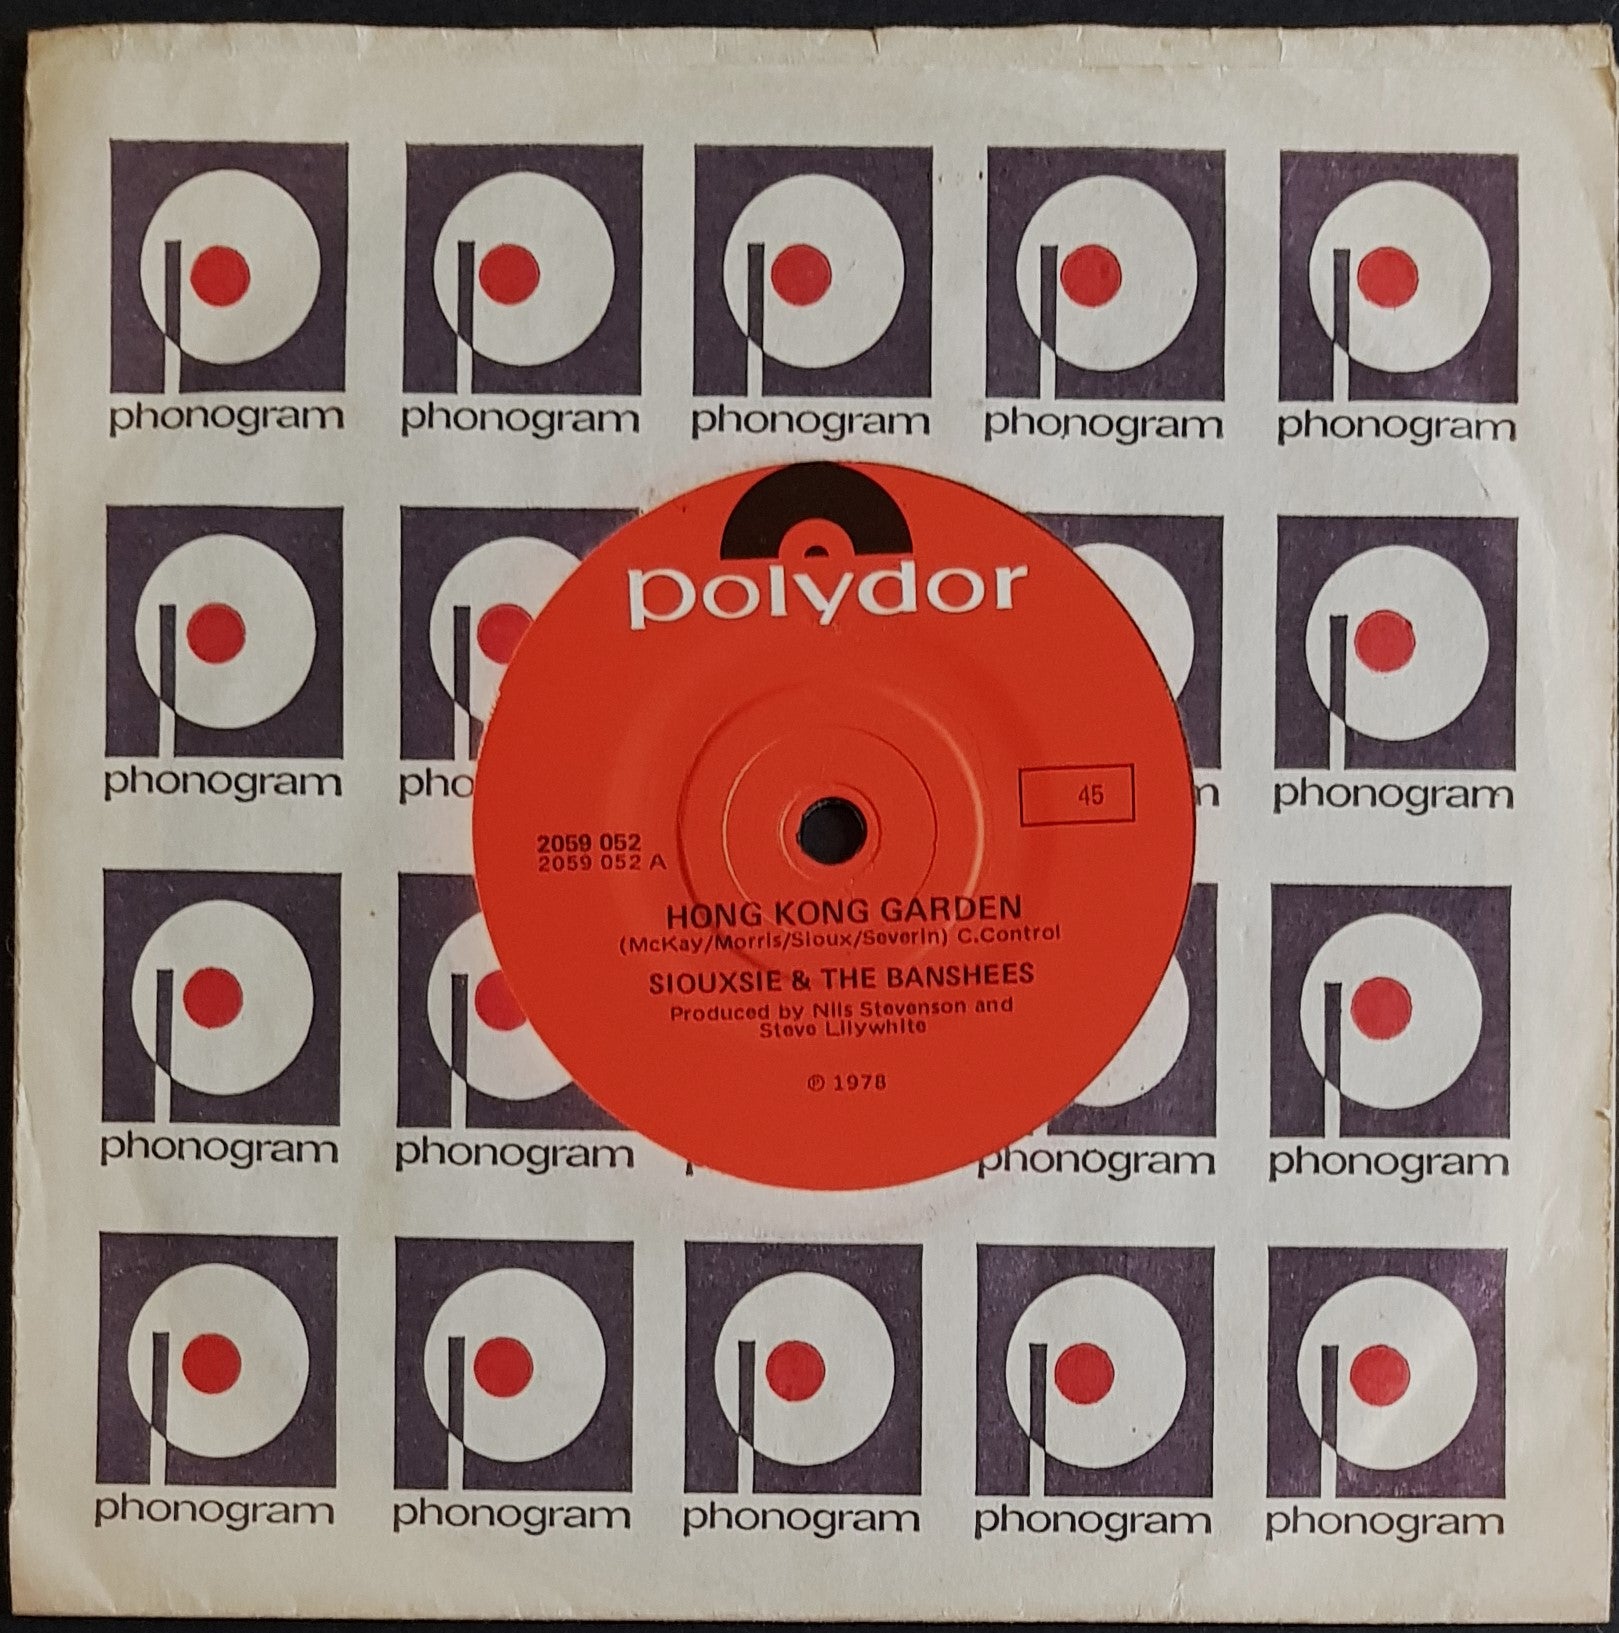 phonogram phonogram phonogram phonogram phonogram
polydor
phonogram pho n phonogram
45
2059 052
2059 052 A
HONG KONG GARDEN
(McKay/Morris/Sioux/Severin) C.Control
SIOUXSIE & THE BANSHEES
Produced by Nils Stevenson and
Steve Lilywhite
℗ 1978
phonogram phonogram phonogram phonogram
phonogram phonogram phonogram phonogram phonogram